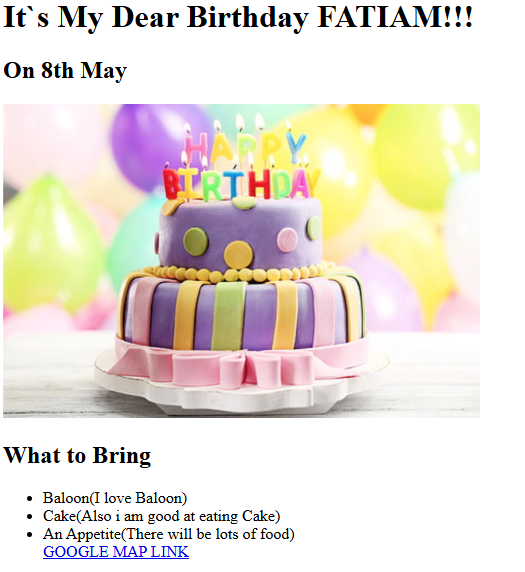 It`s My Dear Birthday FATIAM!!!
On 8th May
HAPPY
BIRTHDAY
What to Bring
Baloon(I love Baloon)
Cake(Also i am good at eating Cake)
An Appetite(There will be lots of food)
GOOGLE MAP LINK